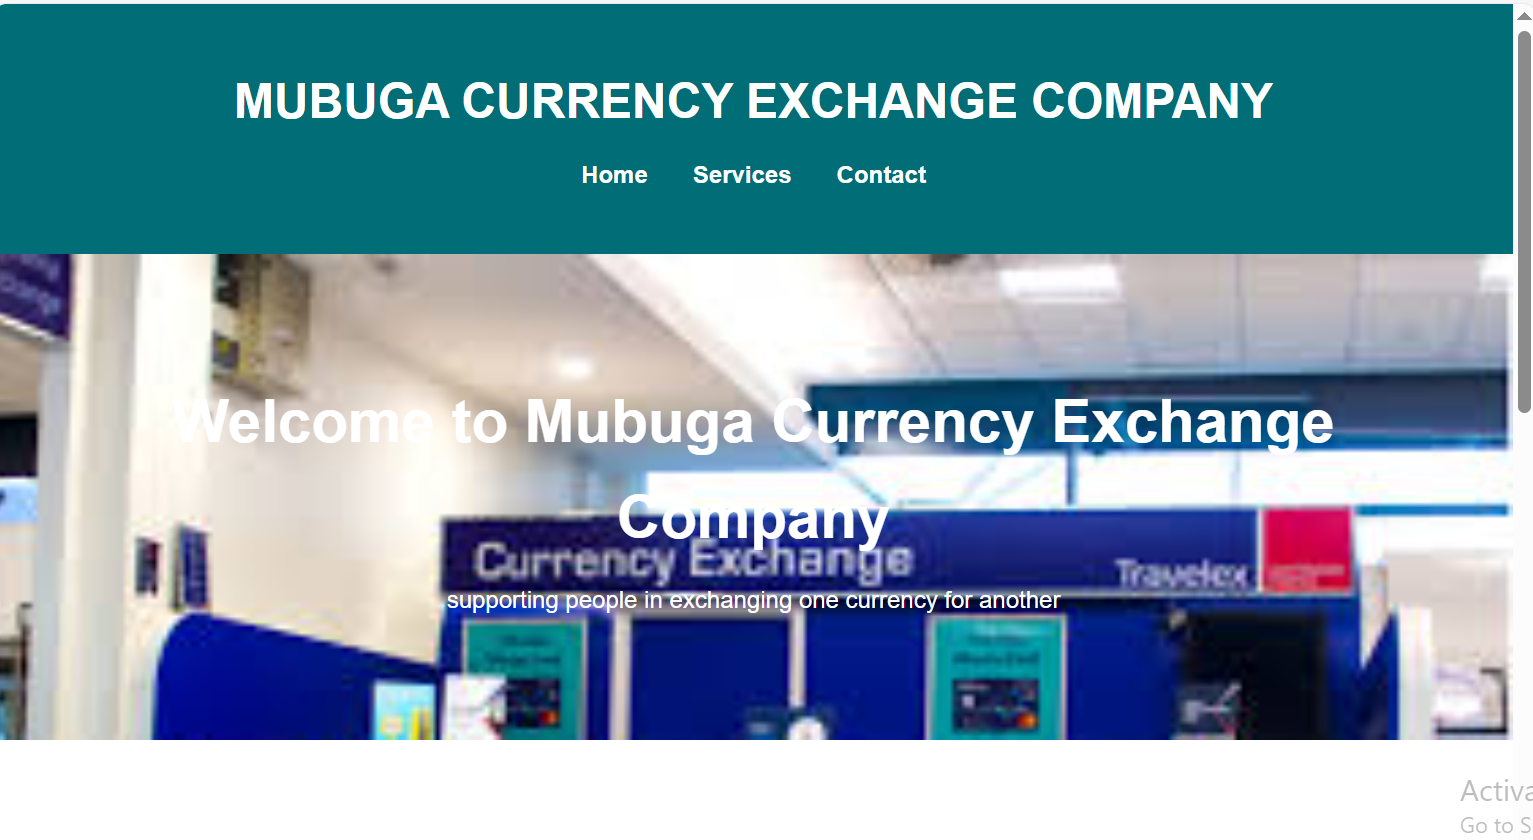 MUBUGA CURRENCY EXCHANGE COMPANY
Home Services Contact
Welcome to Mubuga Currency Exchange
Company
Currency Exchange
Travelex
supporting people in exchanging one currency for another
Activa
Go to S